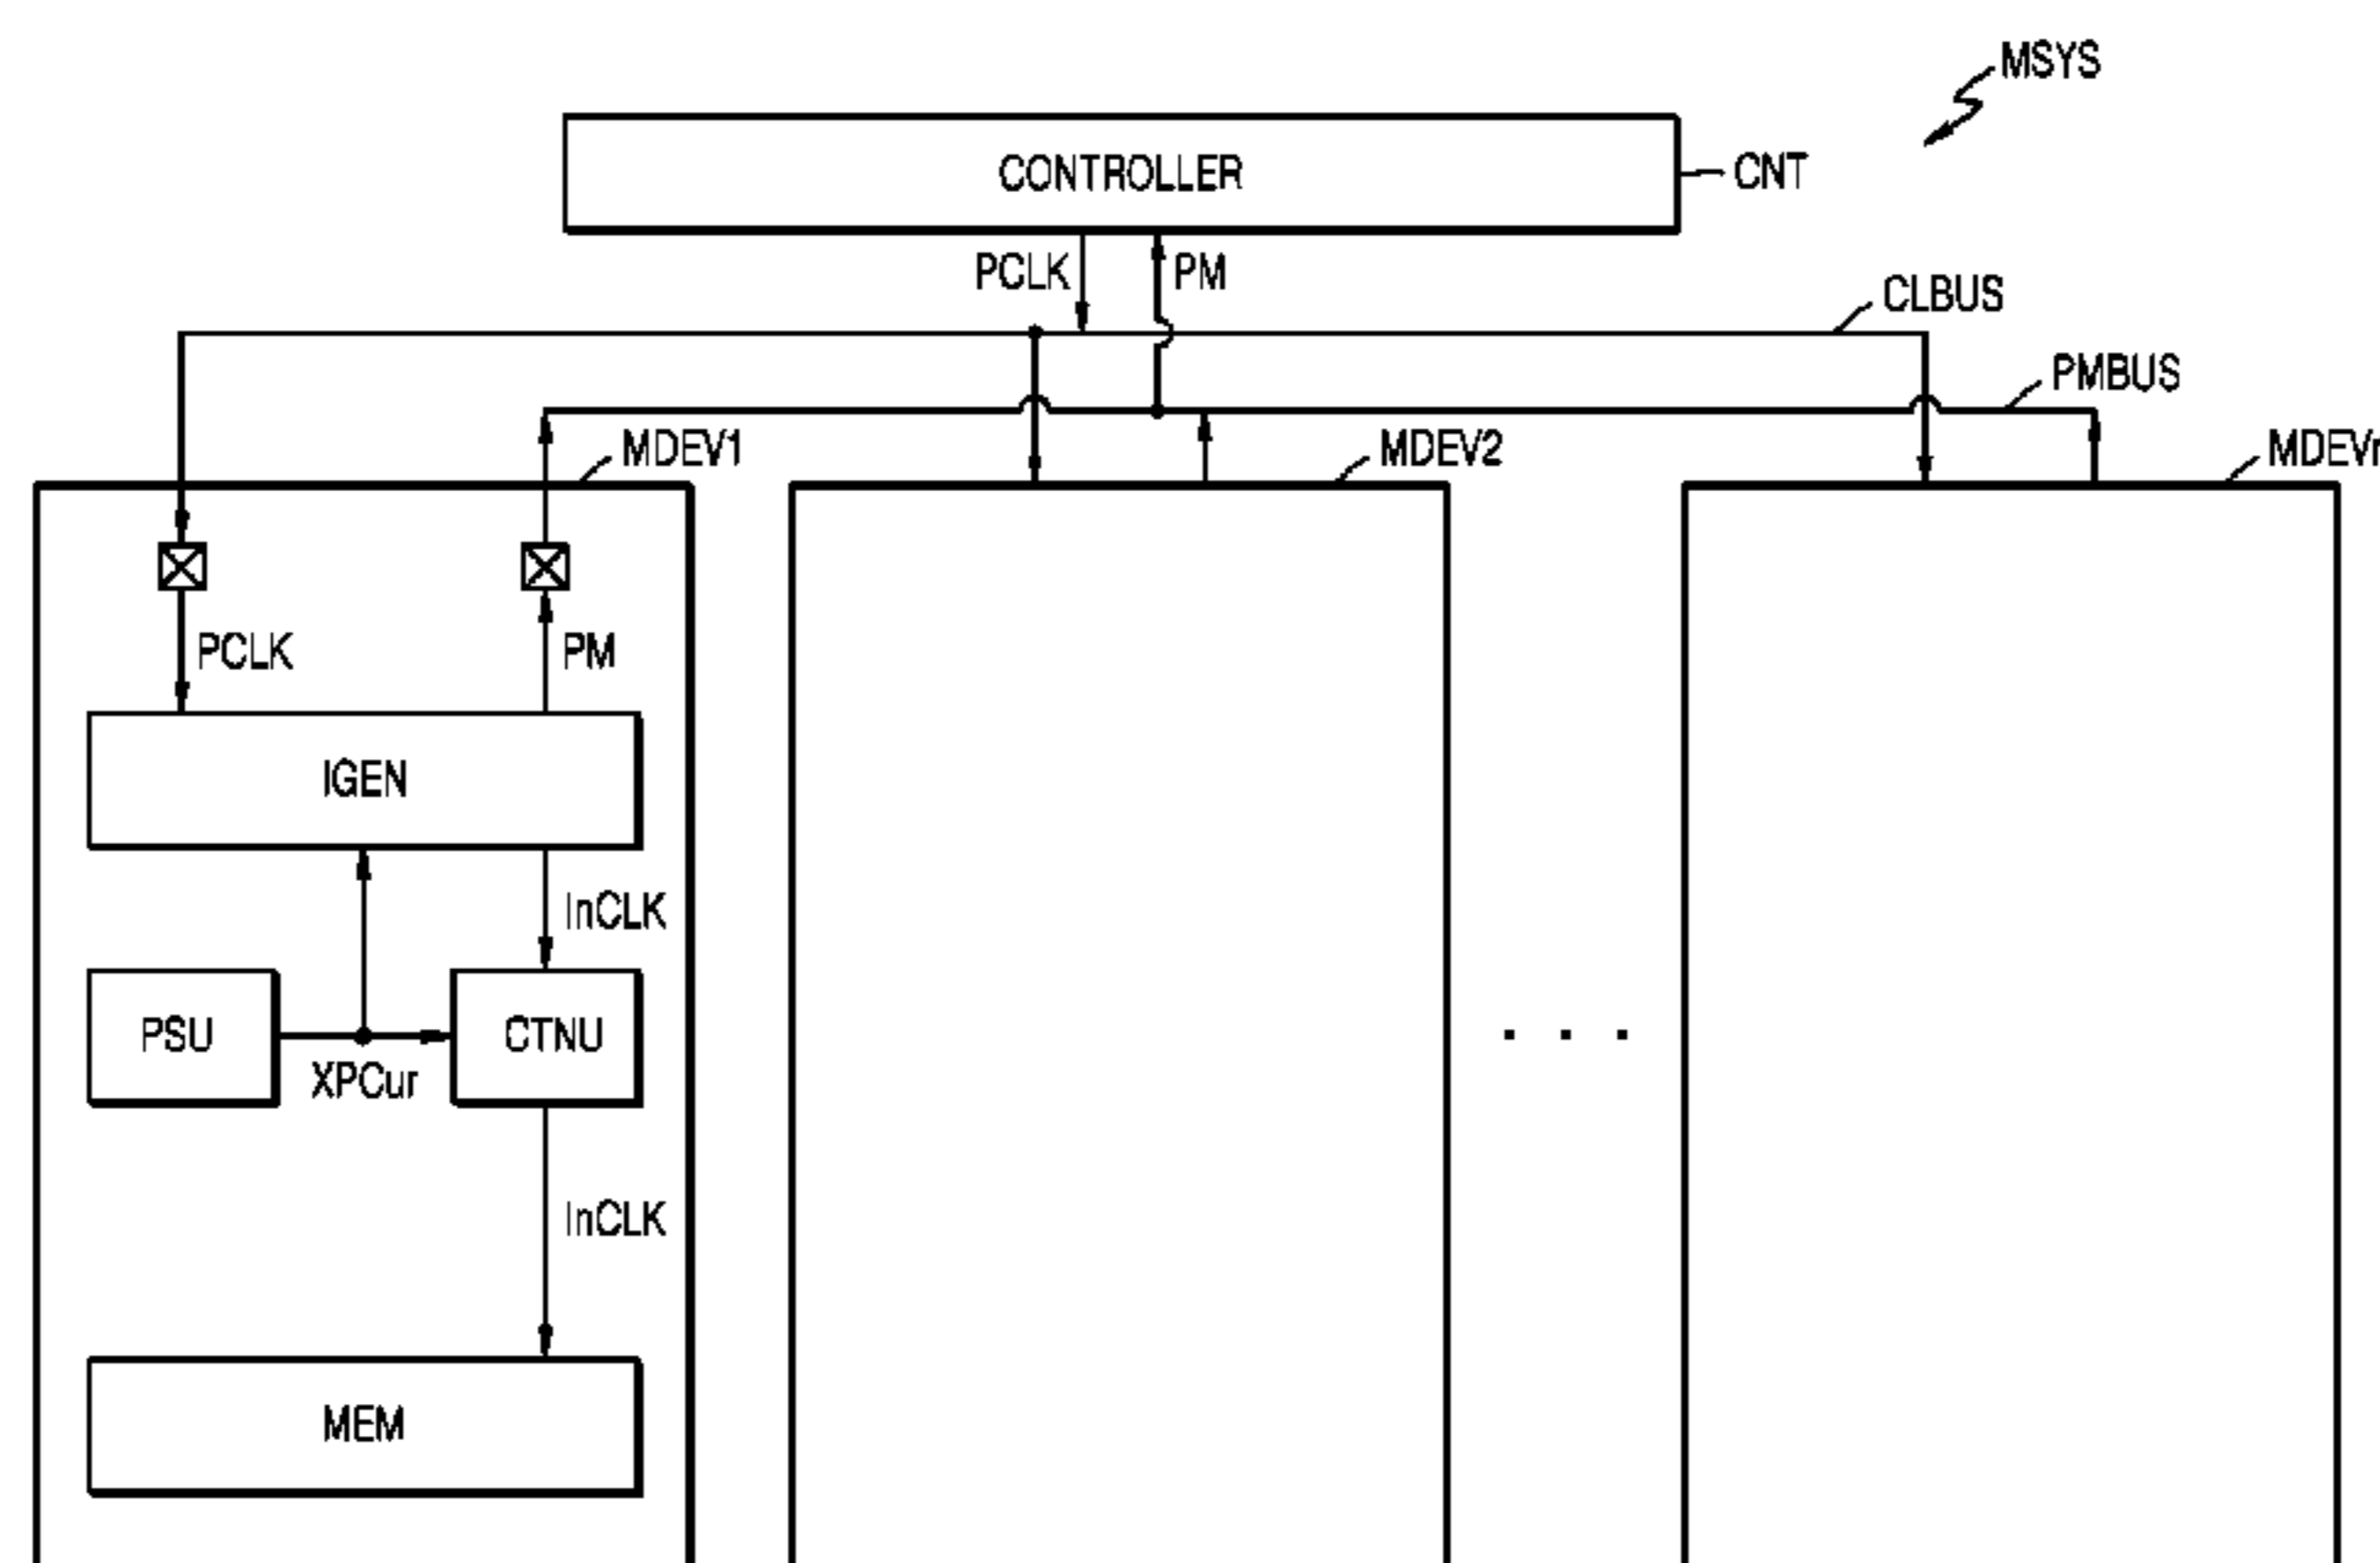 MSYS
CONTROLLER
CNT
PCLK
PM
CLBUS
PMBUS
MDEV1
MDEV2
PCLK
PM
IGEN
InCLK
PSU
CTNU
. . .
XPCur
InCLK
MEM